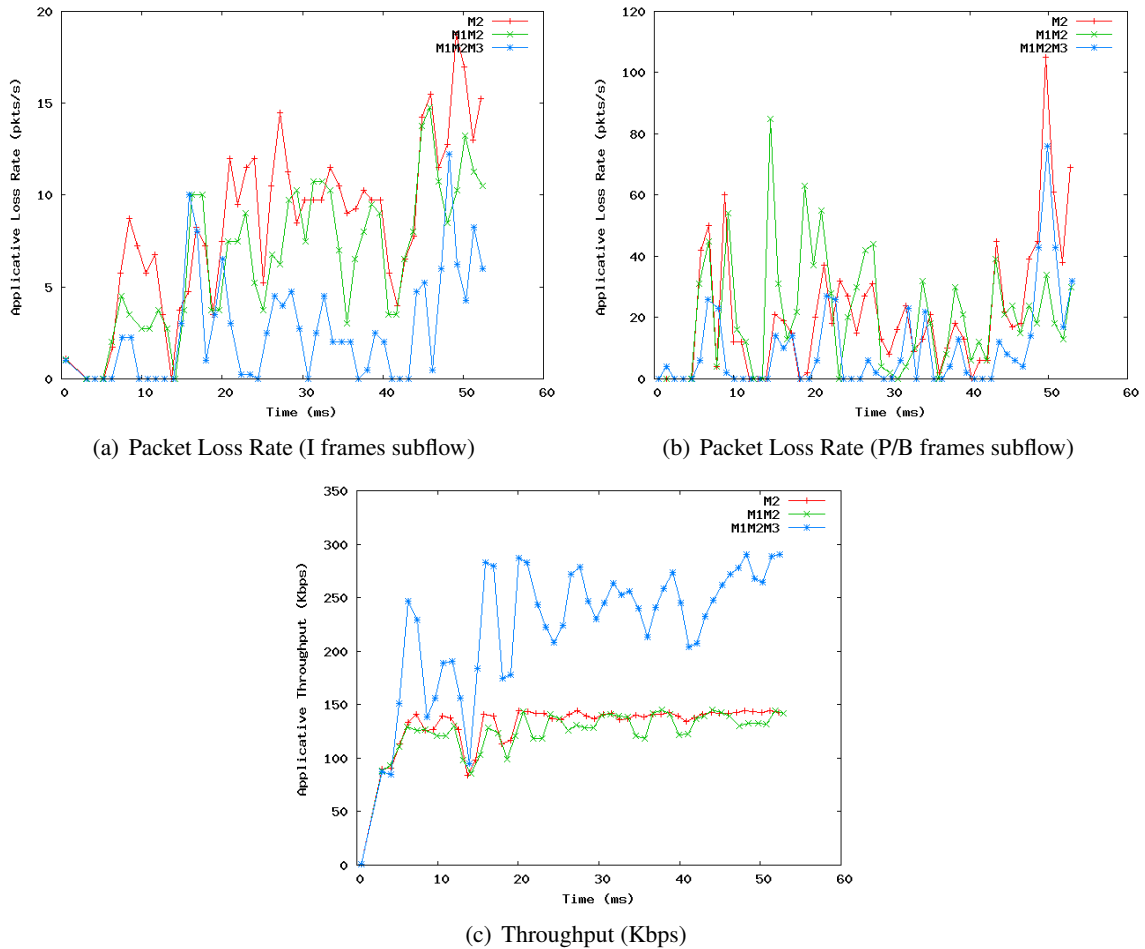 20
15
10
5
0
0
10
20
30
40
50
60
Applicative Loss Rate (pkts/s)
Time (ms)
M2
M1M2
M1M2M3
(a) Packet Loss Rate (I frames subflow)
120
100
80
60
40
20
0
0
10
20
30
40
50
60
Applicative Loss Rate (pkts/s)
Time (ms)
M2
M1M2
M1M2M3
(b) Packet Loss Rate (P/B frames subflow)
350
300
250
200
150
100
50
0
0
10
20
30
40
50
60
Applicative Throughput (Kbps)
Time (ms)
M2
M1M2
M1M2M3
(c) Throughput (Kbps)